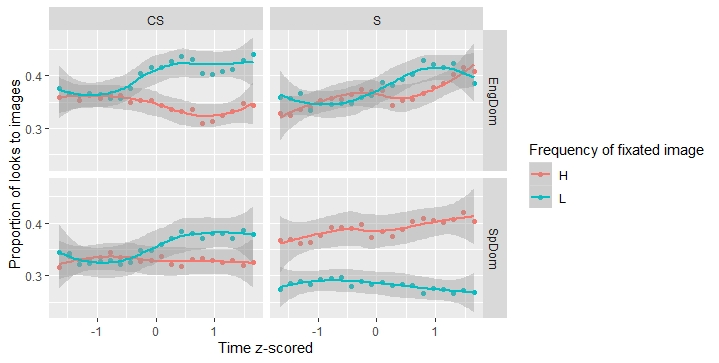 CS
S
0.4
0.3
EngDom
0.4
0.3
SpDom
-1
0
1
-1
0
1
Time z-scored
Proportion of looks to images
Frequency of fixated image
H
L